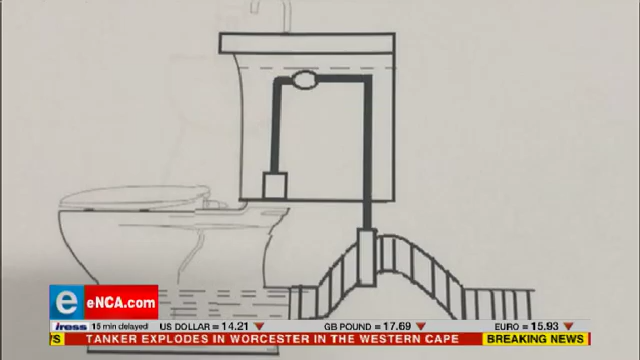 e eNCA.com
iress 15 min delayed US DOLLAR = 14.21 GB POUND = 17.69 EURO = 15.93
TANKER EXPLODES IN WORCESTER IN THE WESTERN CAPE BREAKING NEWS